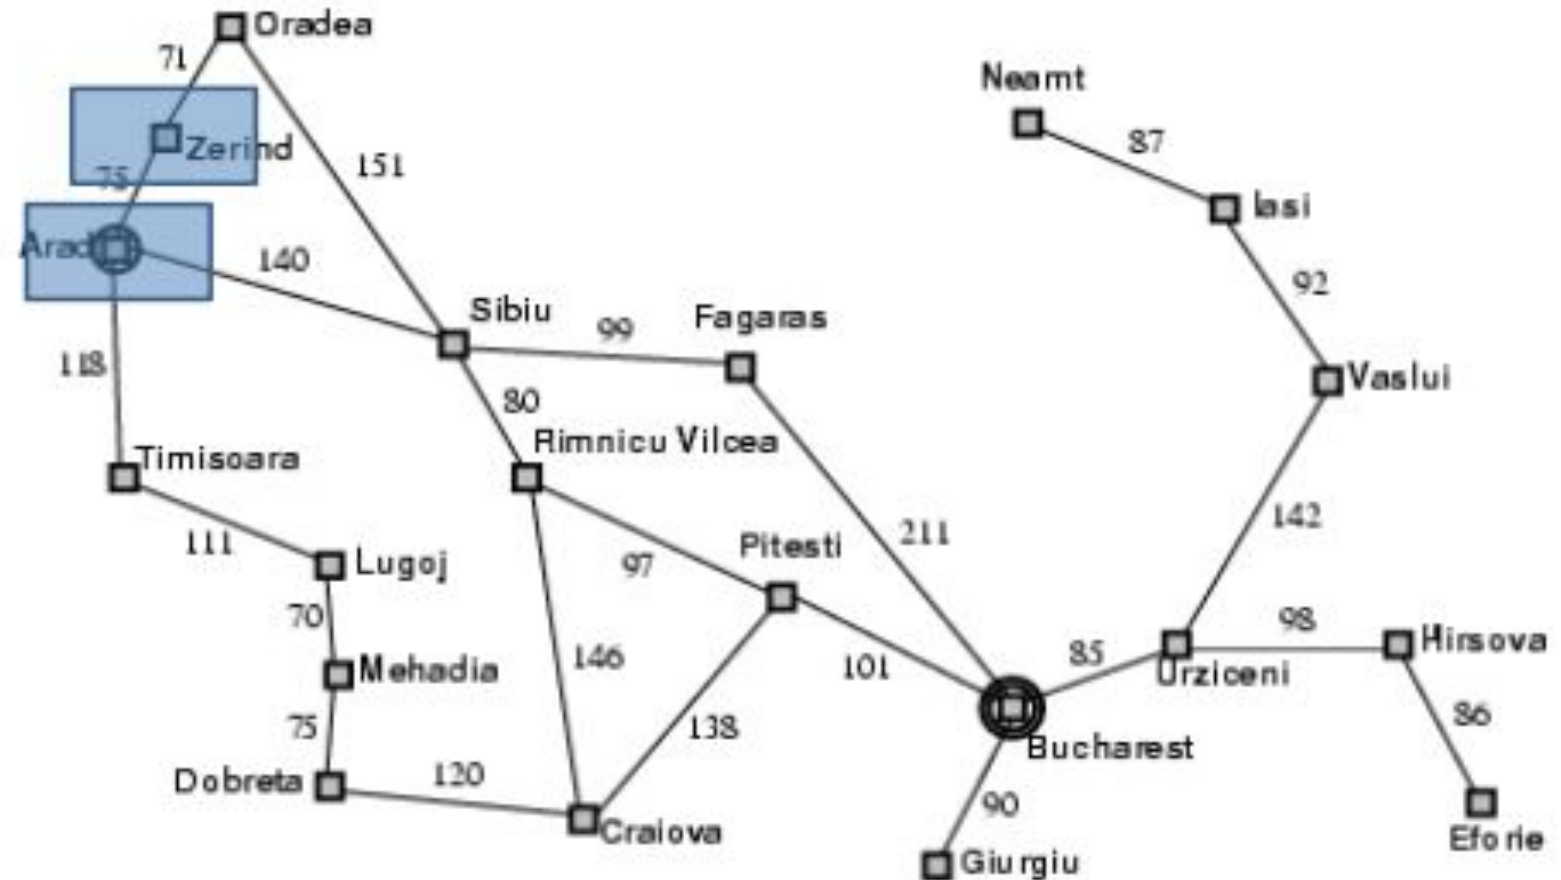 Oradea
71
Neamt
87
Zerind
151
75
Iasi
Arad
140
92
Sibiu
99
Fagaras
118
Vaslui
80
Rimnicu Vilcea
Timisoara
142
211
111
Pitesti
Lugoj
97
70
98
Hirsova
146
85
101
Mehadia
Urziceni
86
75
138
Bucharest
Dobreta
120
90
Craiova
Eforie
Giurgiu